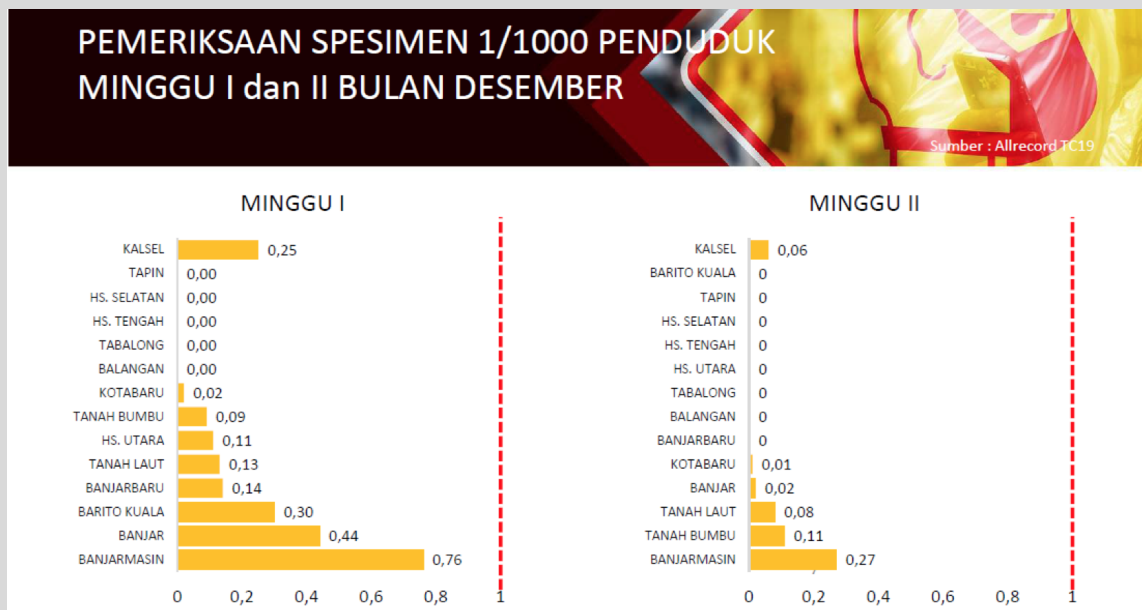 PEMERIKSAAN SPESIMEN 1/1000 PENDUDUK
MINGGU I dan II BULAN DESEMBER
Sumber : Allrecord TC19
MINGGU I
KALSEL 0,25
TAPIN 0,00
HS. SELATAN 0,00
HS. TENGAH 0,00
TABALONG 0,00
BALANGAN 0,00
KOTABARU 0,02
TANAH BUMBU 0,09
HS. UTARA 0,11
TANAH LAUT 0,13
BANJARBARU 0,14
BARITO KUALA 0,30
BANJAR 0,44
BANJARMASIN 0,76
0 0,2 0,4 0,6 0,8 1
MINGGU II
KALSEL 0,06
BARITO KUALA 0
TAPIN 0
HS. SELATAN 0
HS. TENGAH 0
HS. UTARA 0
TABALONG 0
BALANGAN 0
BANJARBARU 0
KOTABARU 0,01
BANJAR 0,02
TANAH LAUT 0,08
TANAH BUMBU 0,11
BANJARMASIN 0,27
0 0,2 0,4 0,6 0,8 1